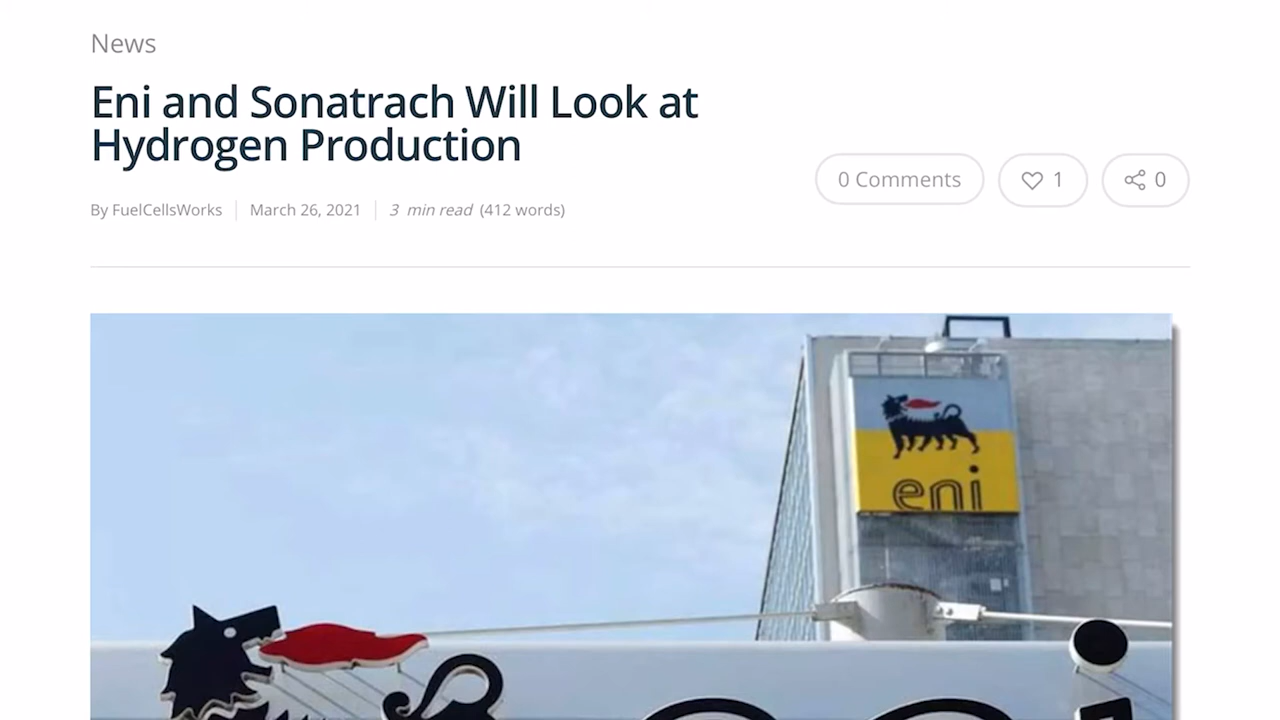 News
Eni and Sonatrach Will Look at
Hydrogen Production
0 Comments
1
0
By FuelCellsWorks
March 26, 2021
3 min read (412 words)
eni